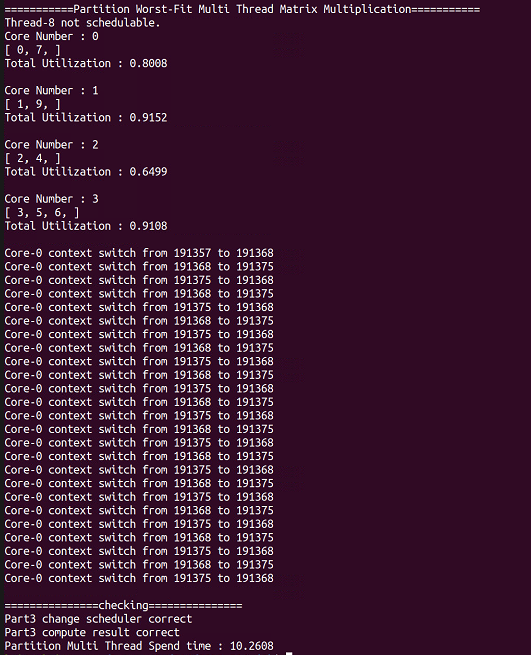 ===========Partition Worst-Fit Multi Thread Matrix Multiplication===========
Thread-8 not schedulable.
Core Number : 0
[ 0, 7, ]
Total Utilization : 0.8008
Core Number : 1
[ 1, 9, ]
Total Utilization : 0.9152
Core Number : 2
[ 2, 4, ]
Total Utilization : 0.6499
Core Number : 3
[ 3, 5, 6, ]
Total Utilization : 0.9108
Core-0 context switch from 191357 to 191368
Core-0 context switch from 191368 to 191375
Core-0 context switch from 191375 to 191368
Core-0 context switch from 191368 to 191375
Core-0 context switch from 191375 to 191368
Core-0 context switch from 191368 to 191375
Core-0 context switch from 191375 to 191368
Core-0 context switch from 191368 to 191375
Core-0 context switch from 191375 to 191368
Core-0 context switch from 191368 to 191375
Core-0 context switch from 191375 to 191368
Core-0 context switch from 191368 to 191375
Core-0 context switch from 191375 to 191368
Core-0 context switch from 191368 to 191375
Core-0 context switch from 191375 to 191368
Core-0 context switch from 191368 to 191375
Core-0 context switch from 191375 to 191368
Core-0 context switch from 191368 to 191375
Core-0 context switch from 191375 to 191368
Core-0 context switch from 191368 to 191375
Core-0 context switch from 191375 to 191368
Core-0 context switch from 191368 to 191375
Core-0 context switch from 191368 to 191375
Core-0 context switch from 191368 to 191375
Core-0 context switch from 191375 to 191368
===============checking===============
Part3 change scheduler correct
Part3 compute result correct
Partition Multi Thread Spend time : 10.2608